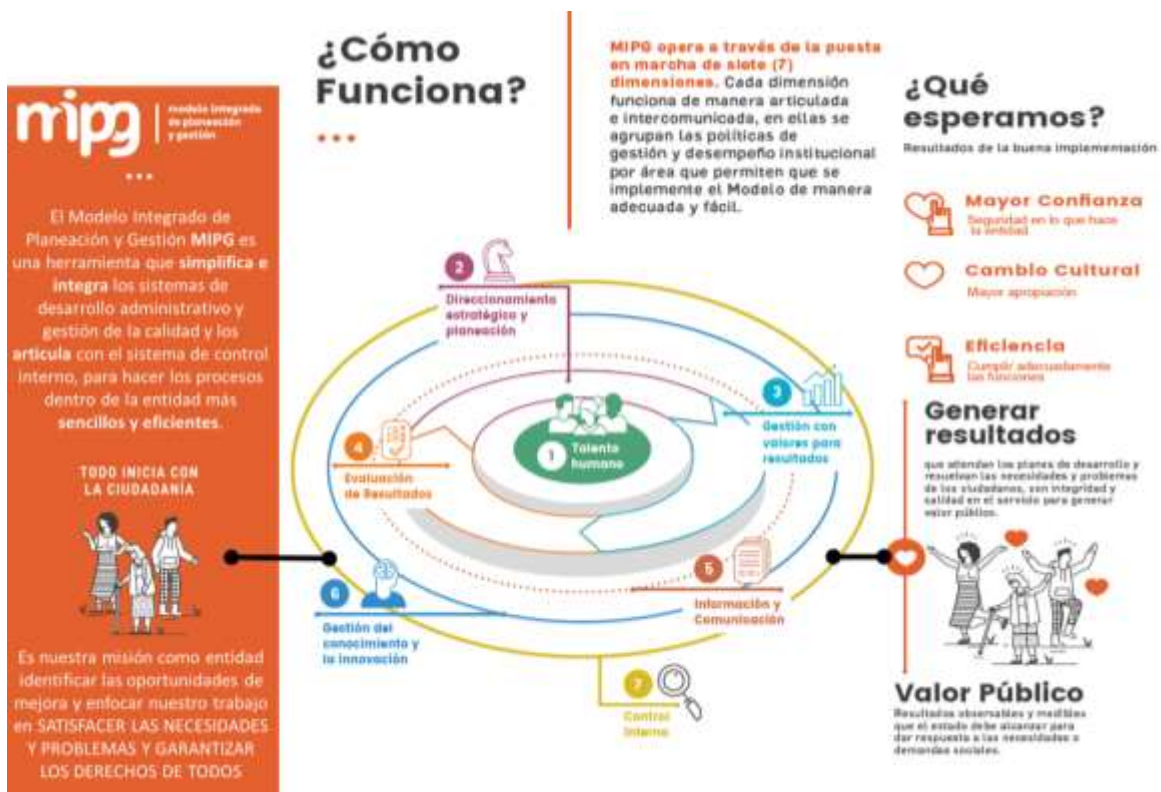 mipg
modelo integrado
de planeación
y gestión
El Modelo Integrado de
Planeación y Gestión MIPG es
una herramienta que simplifica e
integra los sistemas de
desarrollo administrativo y
gestión de la calidad y los
articula con el sistema de control
interno, para hacer los procesos
dentro de la entidad más
sencillos y eficientes.
TODO INICIA CON
LA CIUDADANÍA
Es nuestra misión como entidad
identificar las oportunidades de
mejora y enfocar nuestro trabajo
en SATISFACER LAS NECESIDADES
Y PROBLEMAS Y GARANTIZAR
LOS DERECHOS DE TODOS
¿Cómo
Funciona?
MIPG opera a través de la puesta
en marcha de siete (7)
dimensiones. Cada dimensión
funciona de manera articulada
e intercomunicada, en ellas se
agrupan las políticas de
gestión y desempeño institucional
por área que permiten que se
implemente el Modelo de manera
adecuada y fácil.
2
Direccionamiento
estratégico y
planeación
3
Gestión con
valores para
resultados
1
Talento
humano
4
Evaluación
de Resultados
5
Información y
Comunicación
6
Gestión del
conocimiento y
la innovación
7
Control
Interno
¿Qué
esperamos?
Resultados de la buena implementación
Mayor Confianza
Seguridad en lo que hace
la entidad
Cambio Cultural
Mayor apropiación
Eficiencia
Cumplir adecuadamente
las funciones
Generar
resultados
que atiendan los planes de desarrollo y
resuelvan las necesidades y problemas
de los ciudadanos, con integridad y
calidad en el servicio para generar
valor público.
Valor Público
Resultados observables y medibles
que el estado debe alcanzar para
dar respuesta a las necesidades o
demandas sociales.